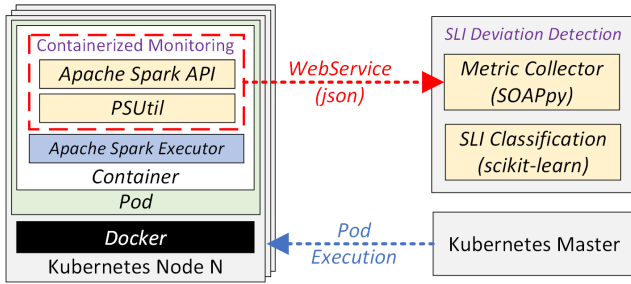 Containerized Monitoring
Apache Spark API
PSUtil
Apache Spark Executor
Container
Pod
Docker
Kubernetes Node N
WebService
(json)
Pod
Execution
SLI Deviation Detection
Metric Collector
(SOAPpy)
SLI Classification
(scikit-learn)
Kubernetes Master